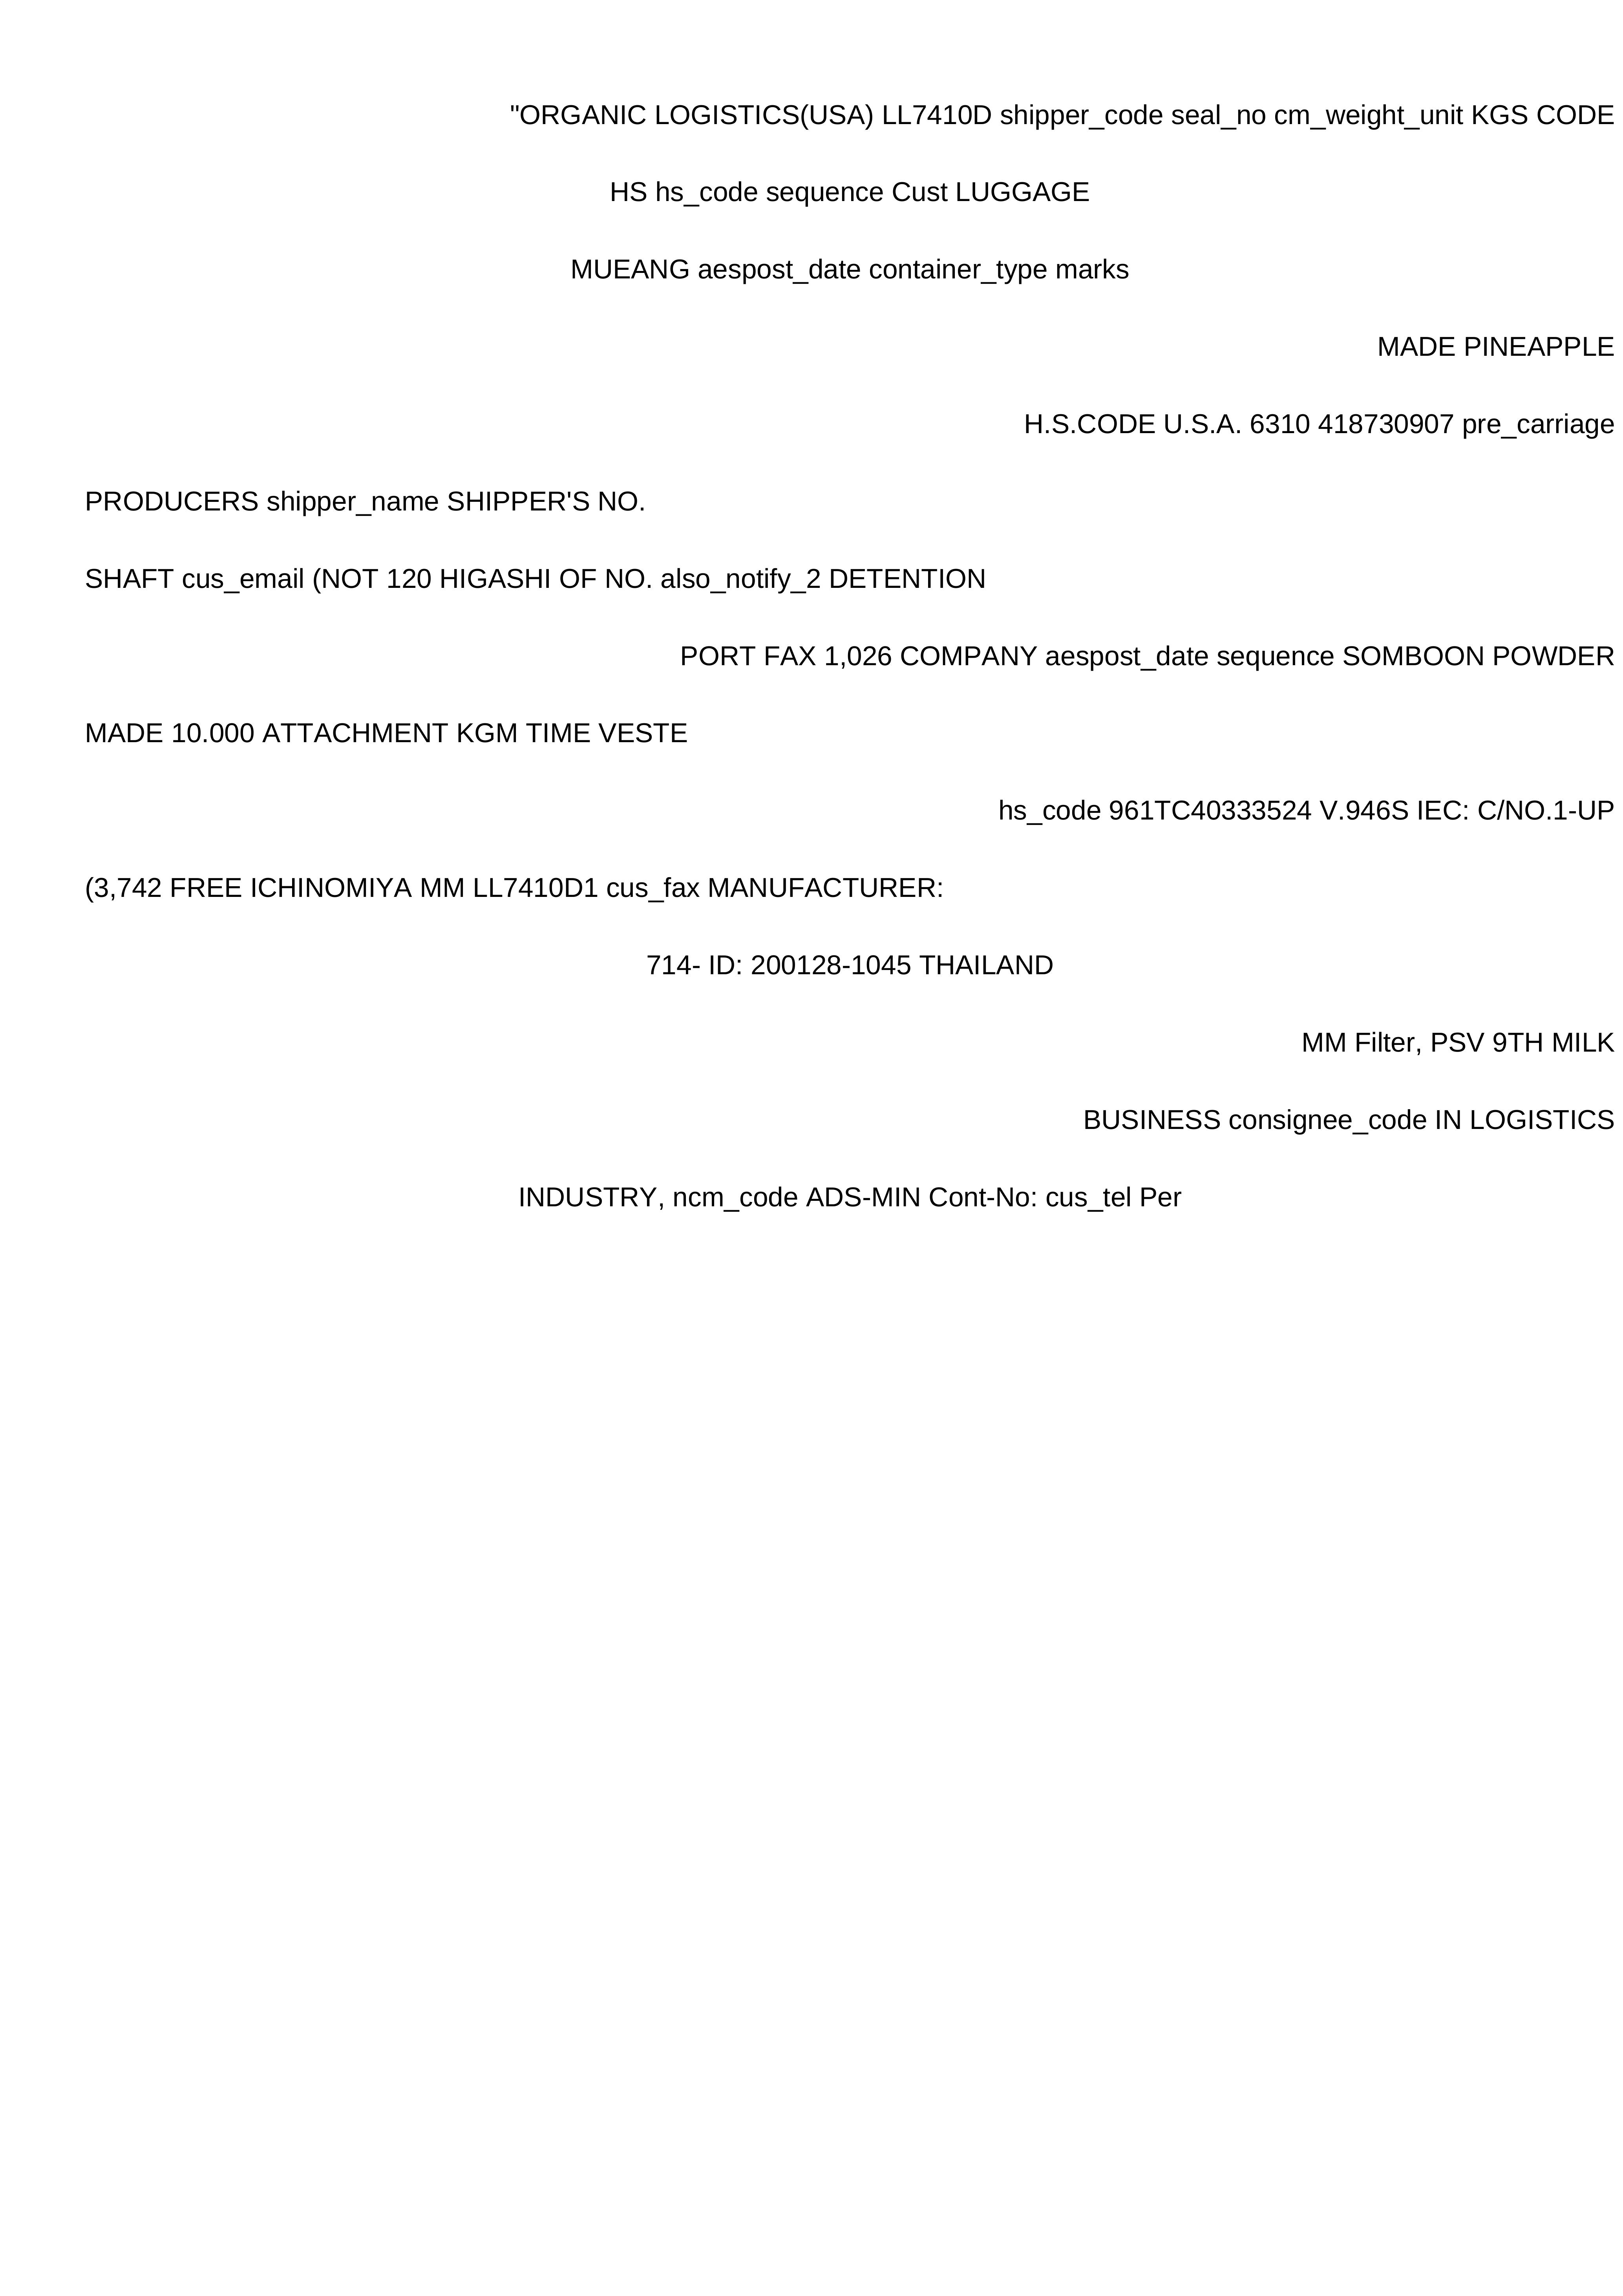 "ORGANIC LOGISTICS(USA) LL7410D shipper_code seal_no cm_weight_unit KGS CODE
HS hs_code sequence Cust LUGGAGE
MUEANG aespost_date container_type marks
MADE PINEAPPLE
H.S.CODE U.S.A. 6310 418730907 pre_carriage
PRODUCERS shipper_name SHIPPER'S NO.
SHAFT cus_email (NOT 120 HIGASHI OF NO. also_notify_2 DETENTION
PORT FAX 1,026 COMPANY aespost_date sequence SOMBOON POWDER
MADE 10.000 ATTACHMENT KGM TIME VESTE
hs_code 961TC40333524 V.946S IEC: C/NO.1-UP
(3,742 FREE ICHINOMIYA MM LL7410D1 cus_fax MANUFACTURER:
714- ID: 200128-1045 THAILAND
MM Filter, PSV 9TH MILK
BUSINESS consignee_code IN LOGISTICS
INDUSTRY, ncm_code ADS-MIN Cont-No: cus_tel Per